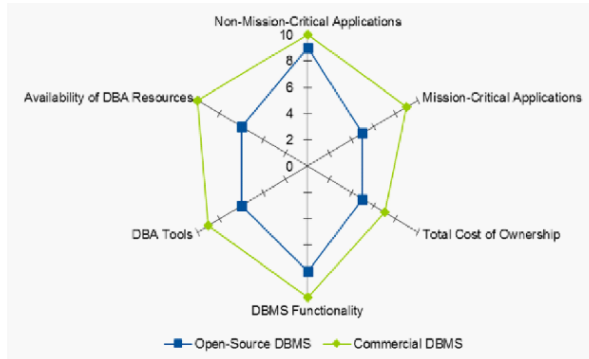 Non-Mission-Critical Applications
10
8
6
4
2
0
Availability of DBA Resources
Mission-Critical Applications
DBA Tools
Total Cost of Ownership
DBMS Functionality
Open-Source DBMS
Commercial DBMS